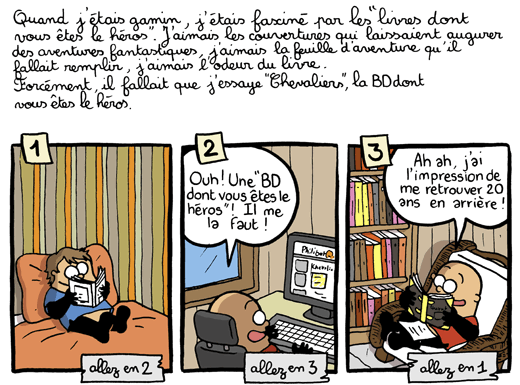 Quand j'étais gamin, j'étais fasciné par les "livres dont
vous êtes le héros". J'aimais les couvertures qui laissaient augurer
des aventures fantastiques, j'aimais la feuille d'aventure qu'il
fallait remplir, j'aimais l'odeur du livre.
Forcément, il fallait que j'essaye "Chevaliers", la BD dont
vous êtes le héros.
1
allez en 2
2
Ouh! Une "BD
dont vous êtes le
héros"! Il me
la faut!
Philibert
allez en 3
3
Ah ah, j'ai
l'impression de
me retrouver 20
ans en arrière!
allez en 1